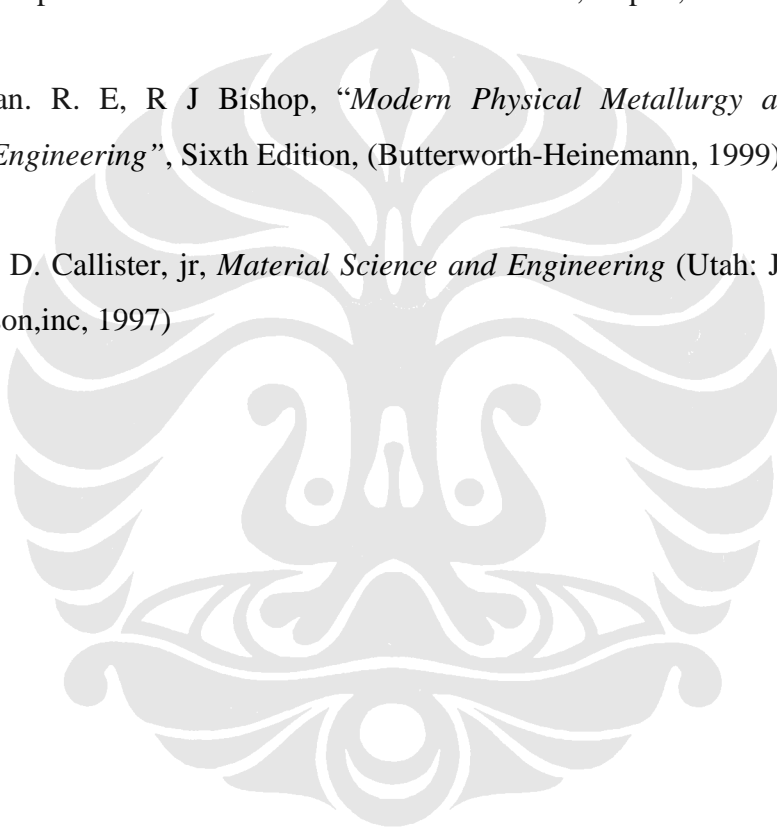 an. R. E, R J Bishop, “Modern Physical Metallurgy a
Engineering”, Sixth Edition, (Butterworth-Heinemann, 1999)
D. Callister, jr, Material Science and Engineering (Utah: J
on,inc, 1997)